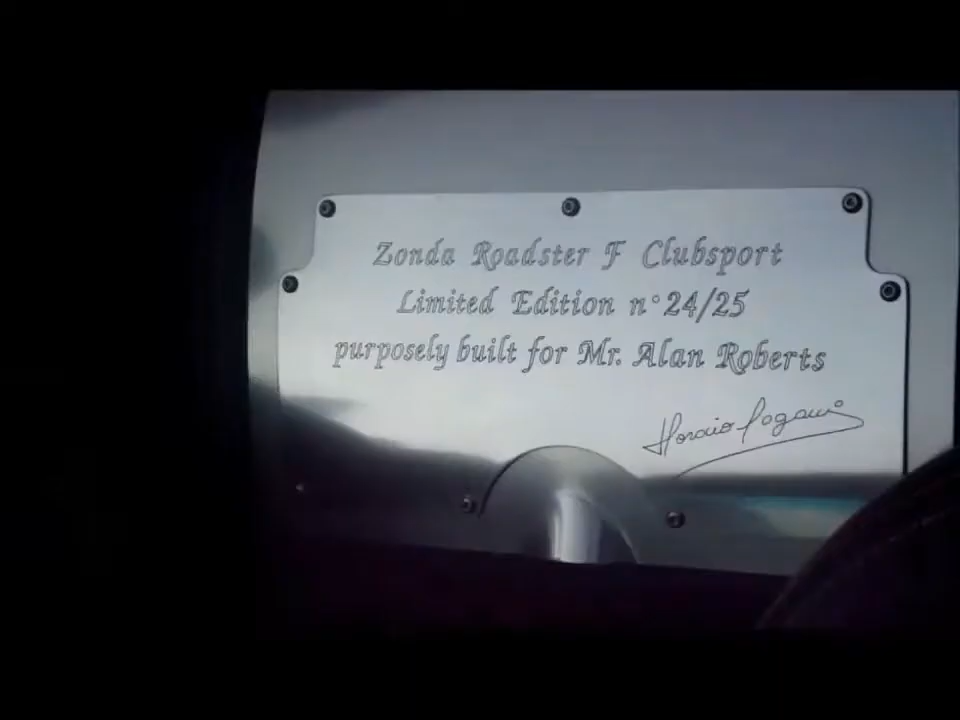 Zonda Roadster F Clubsport
Limited Edition n° 24/25
purposely built for Mr. Alan Roberts
Horacio Pagani